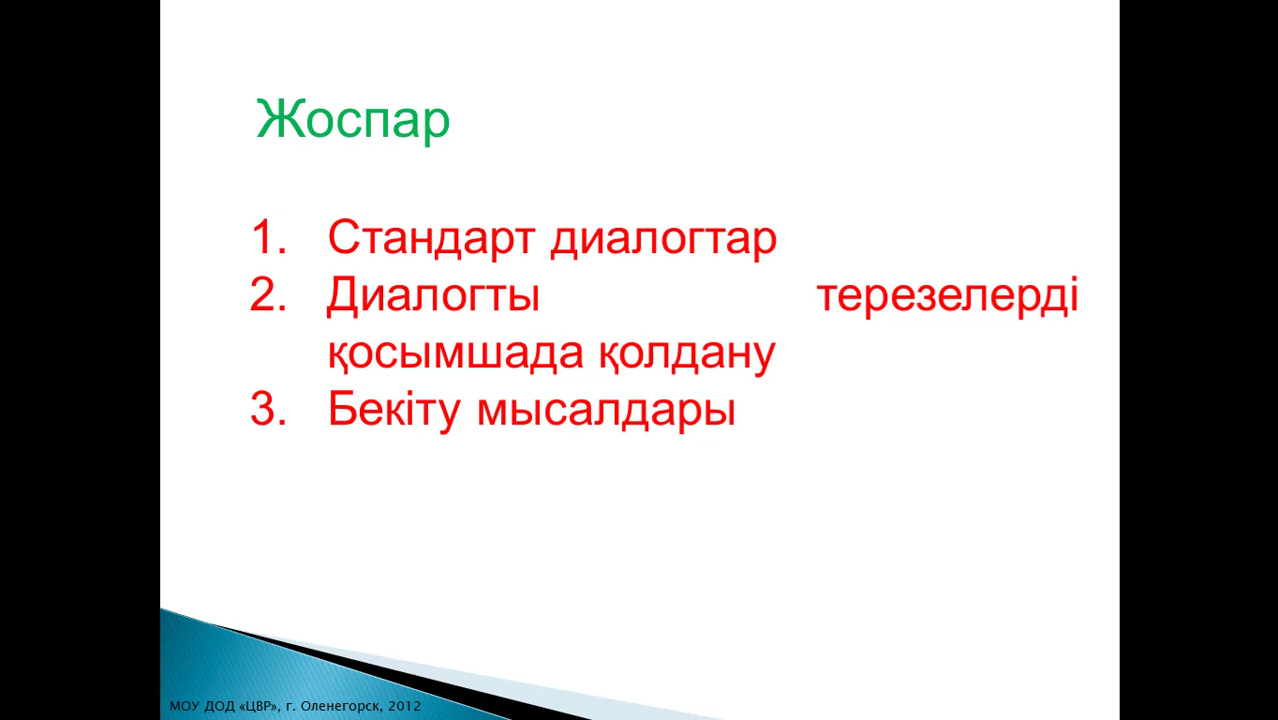 Жоспар
1. Стандарт диалогтар
2. Диалогты терезелерді
қосымшада қолдану
3. Бекіту мысалдары
МОУ ДОД «ЦВР», г. Оленегорск, 2012